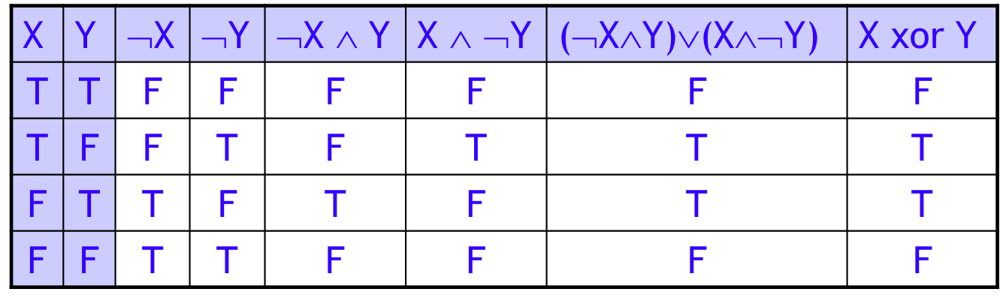 X Y ¬X ¬Y ¬X ∧ Y X ∧ ¬Y (¬X∧Y)∨(X∧¬Y) X xor Y
T T F F F F F F
T F F T F T T T
F T T F T F T T
F F T T F F F F